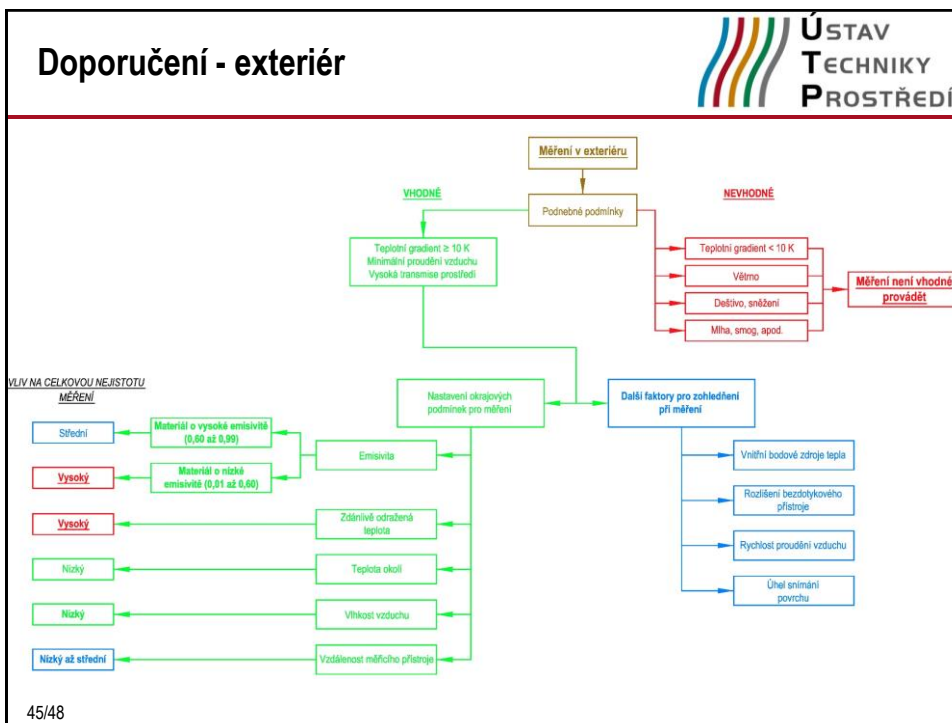 Doporučení - exteriér
ÚSTAV
TECHNIKY
PROSTŘEDÍ
Měření v exteriéru
VHODNÉ
NEVHODNÉ
Podnebné podmínky
Teplotní gradient ≥ 10 K
Minimální proudění vzduchu
Vysoká transmise prostředí
Teplotní gradient < 10 K
Větrno
Deštivo, sněžení
Mlha, smog, apod.
Měření není vhodné
provádět
VLIV NA CELKOVOU NEJISTOTU
MĚŘENÍ
Nastavení okrajových
podmínek pro měření
Další faktory pro zohledňění
při měření
Střední
Materiál o vysoké emisivitě
(0,60 až 0,99)
Emisivita
Vysoký
Materiál o nízké
emisivitě (0,01 až 0,60)
Vysoký
Zdánlivě odražená
teplota
Nízký
Teplota okolí
Nízký
Vlhkost vzduchu
Nízký až střední
Vzdálenost měřicího přístroje
Vnitřní bodové zdroje tepla
Rozlišení bezdotykového
přístroje
Rychlost proudění vzduchu
Úhel snímání
povrchu
45/48